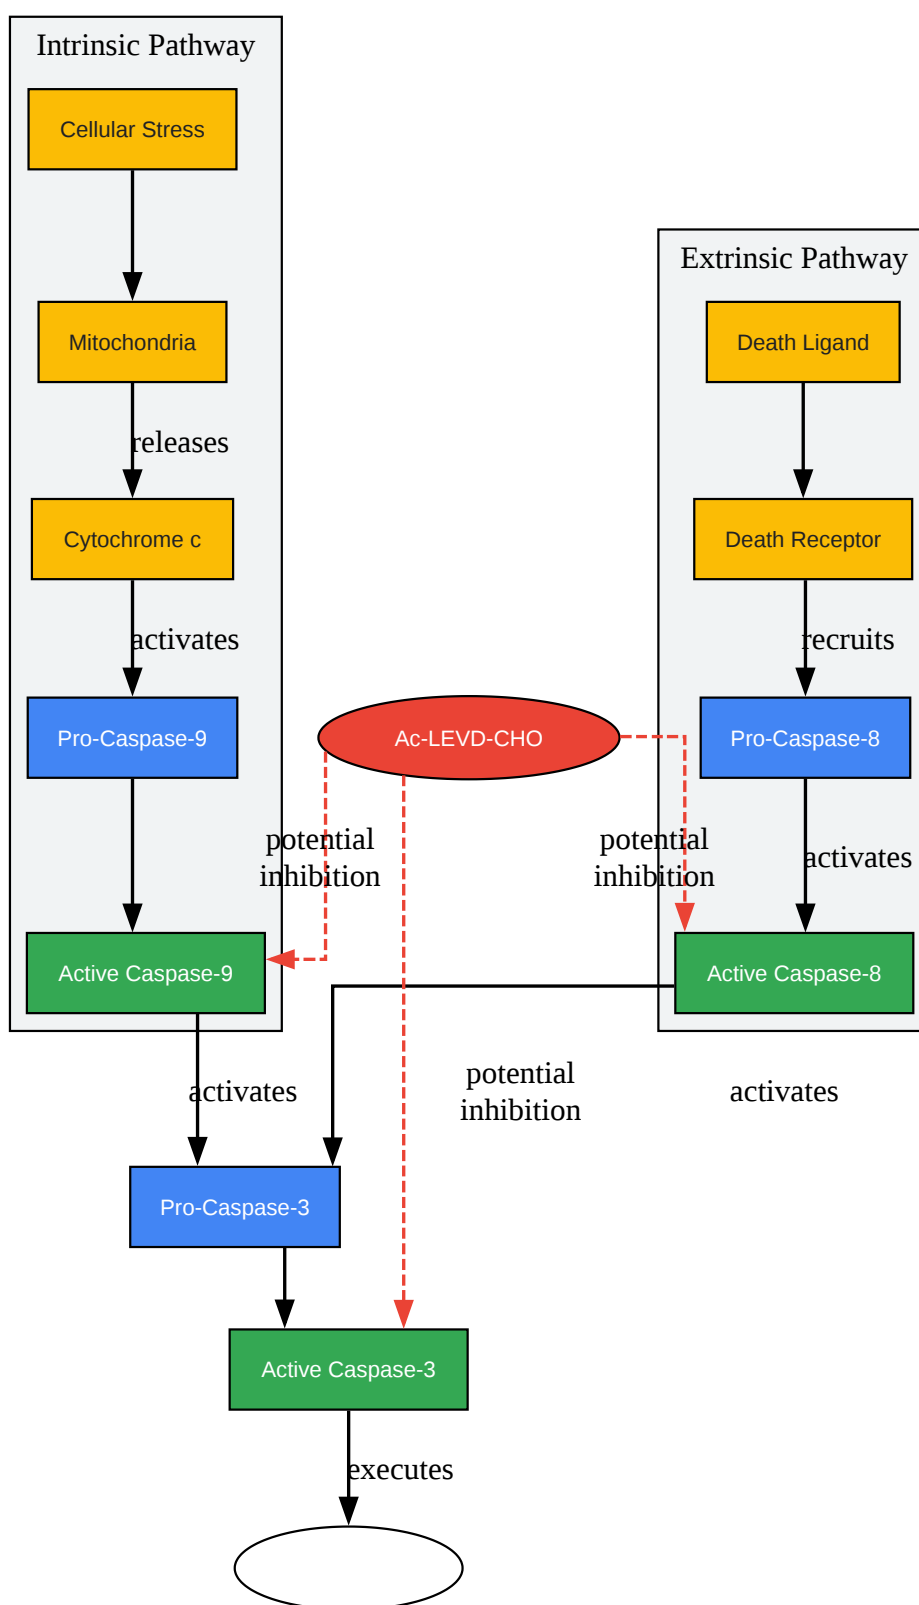 Intrinsic Pathway
Cellular Stress
Extrinsic Pathway
Mitochondria
Death Ligand
releases
Cytochrome c
Death Receptor
activates
recruits
Pro-Caspase-9
Ac-LEVD-CHO
Pro-Caspase-8
potential
inhibition
potential
inhibition
activates
Active Caspase-9
Active Caspase-8
activates
potential
inhibition
activates
Pro-Caspase-3
Active Caspase-3
executes